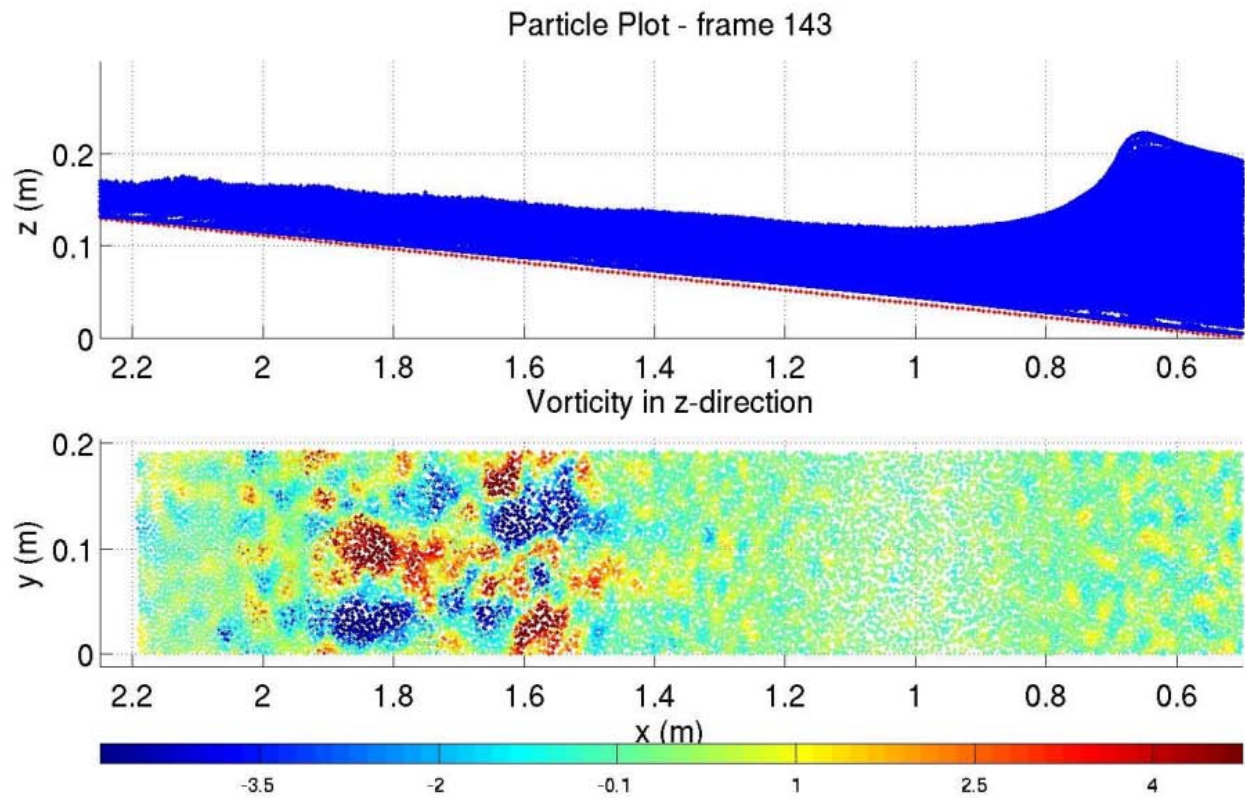 Particle Plot - frame 143
z (m)
0.2
0.1
0
2.2 2 1.8 1.6 1.4 1.2 1 0.8 0.6
Vorticity in z-direction
y (m)
0.2
0.1
0
2.2 2 1.8 1.6 1.4 1.2 1 0.8 0.6
x (m)
-3.5 -2 -0.1 1 2.5 4